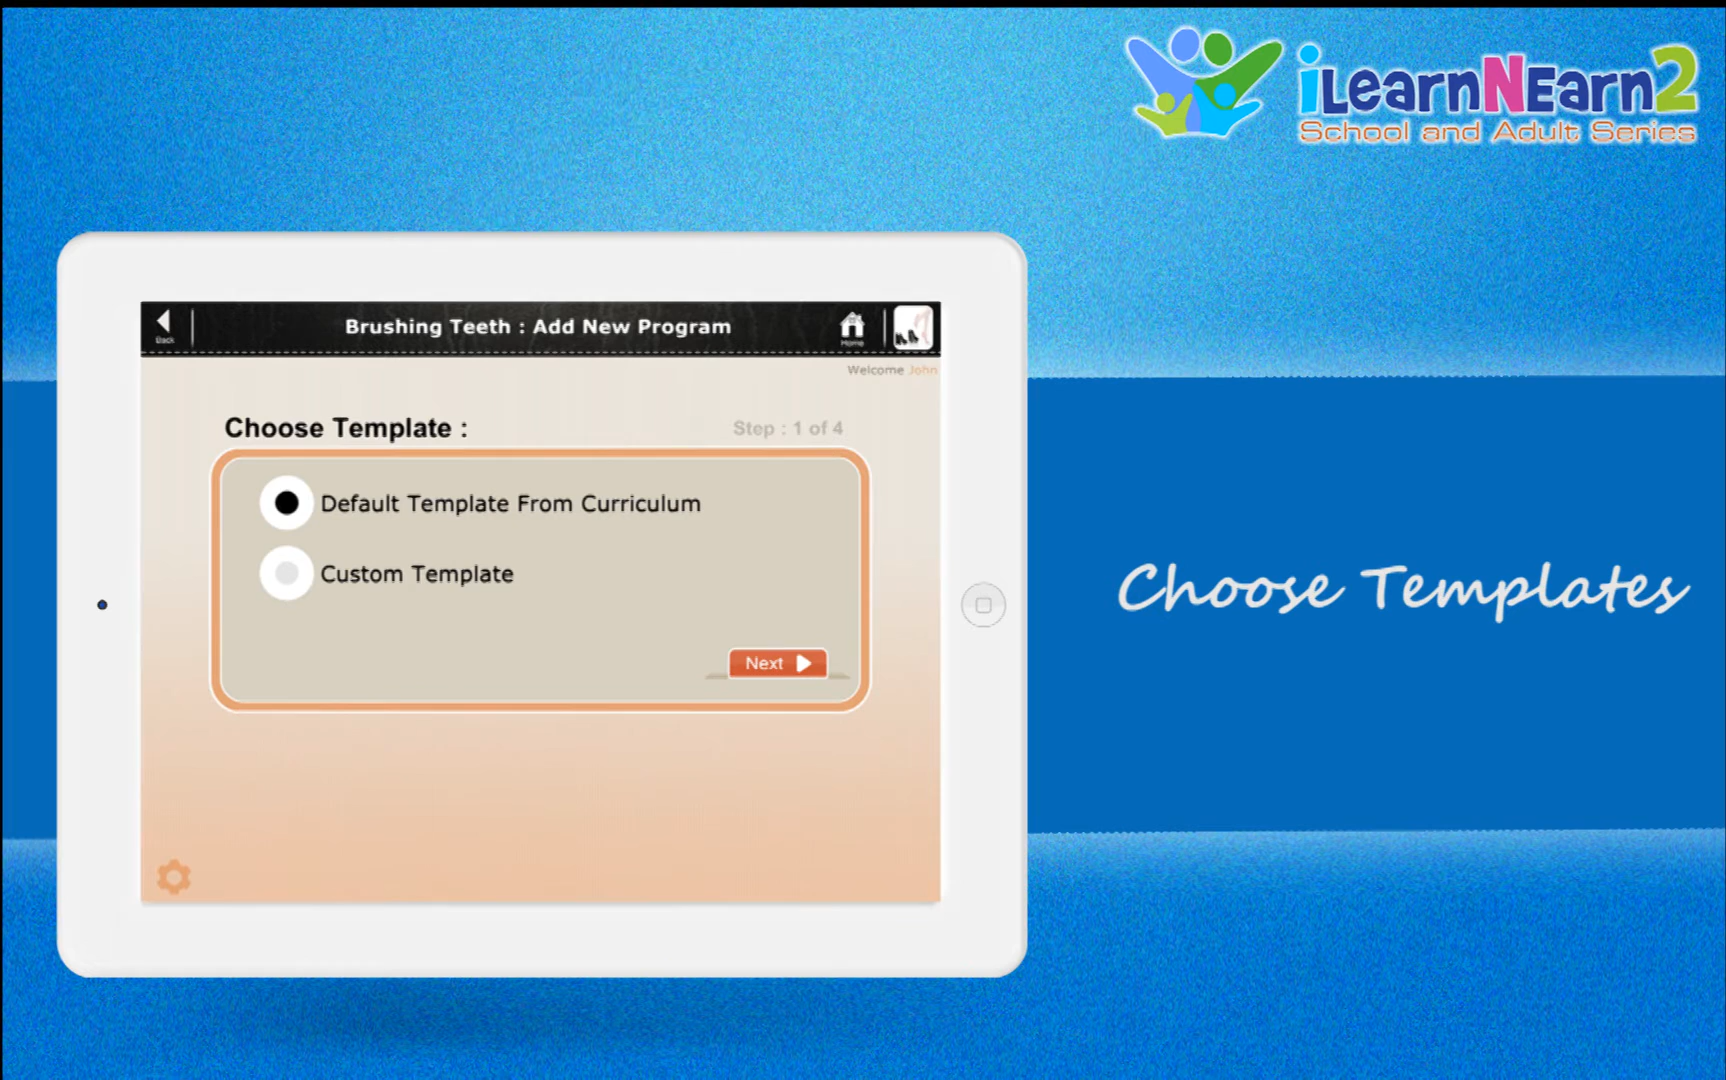 iLearnNEarn2
School and Adult Series
Back
Brushing Teeth : Add New Program
Home
Welcome John
Choose Template :
Step : 1 of 4
Default Template From Curriculum
Custom Template
Next
Choose Templates